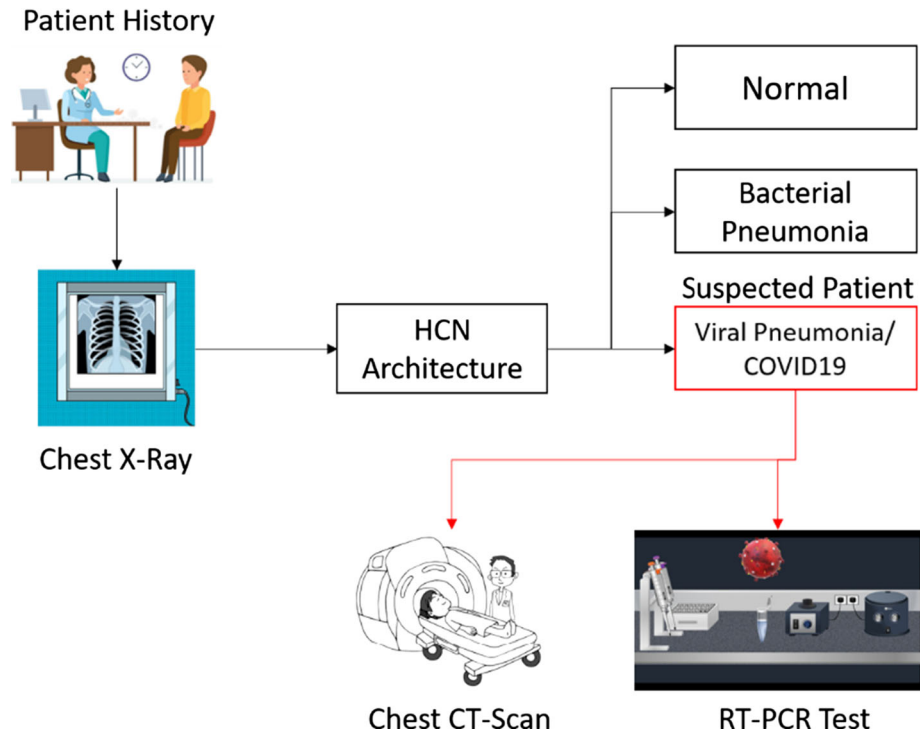 Patient History
Normal
Bacterial
Pneumonia
Suspected Patient
Viral Pneumonia/
COVID19
HCN
Architecture
Chest X-Ray
Chest CT-Scan
RT-PCR Test